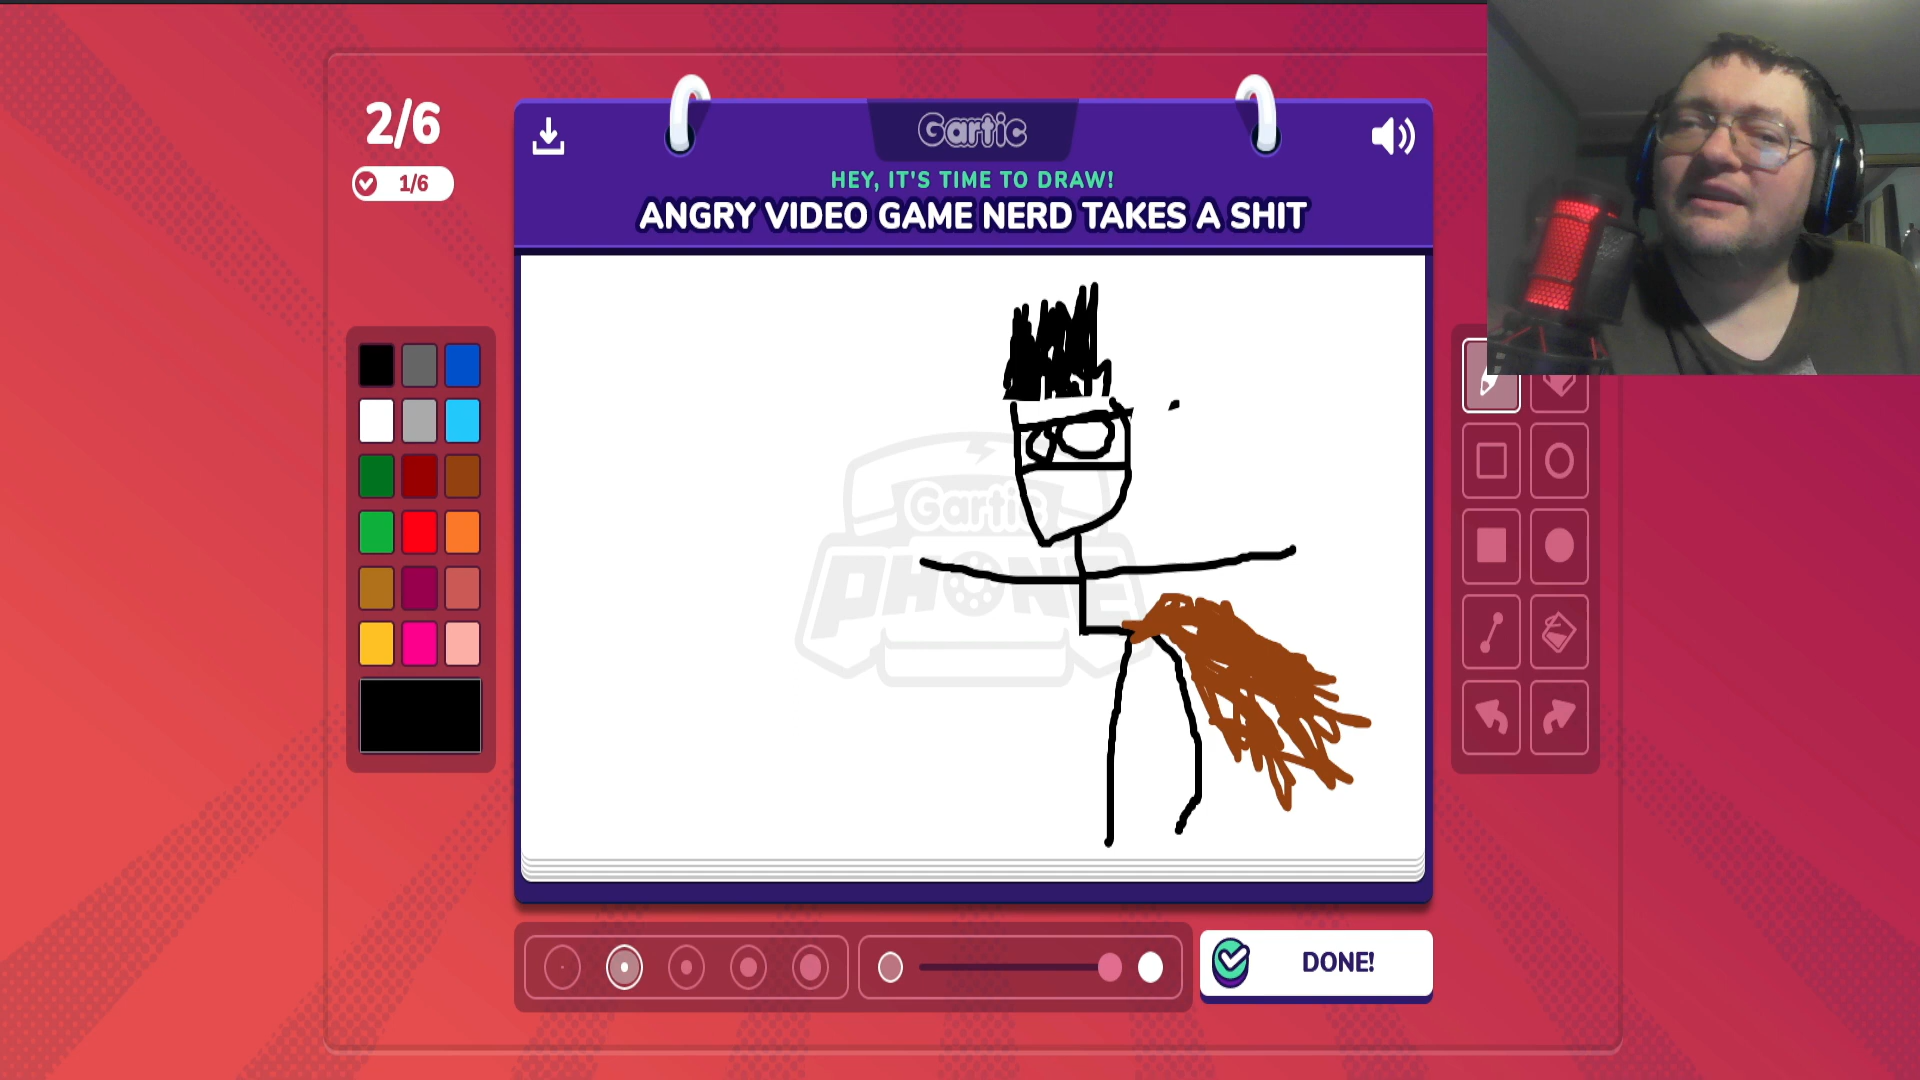 2/6
1/6
Gartic
HEY, IT'S TIME TO DRAW!
ANGRY VIDEO GAME NERD TAKES A SHIT
Gartic
PHONE
DONE!